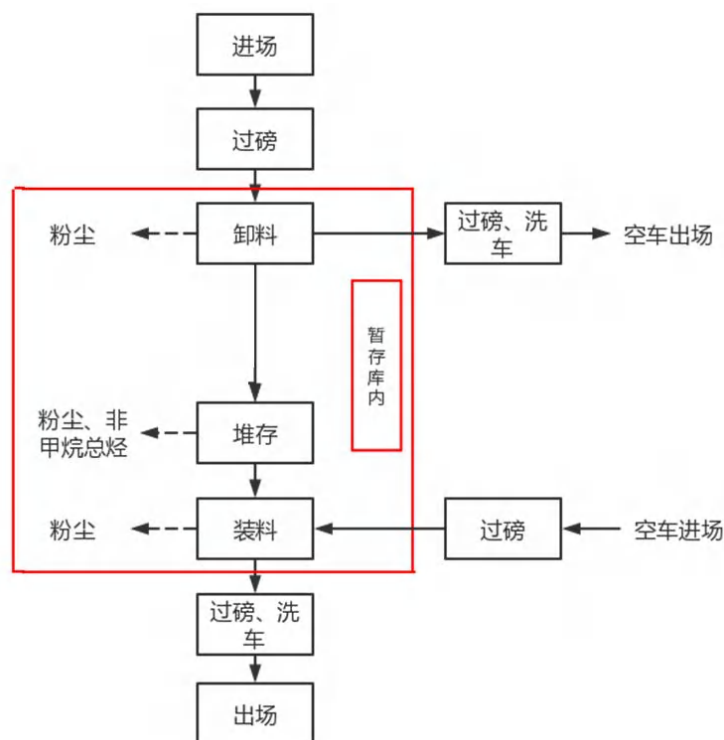 进场
过磅
粉尘
卸料
过磅、洗
车
空车出场
暂
存
库
内
粉尘、非
甲烷总烃
堆存
粉尘
装料
过磅
空车进场
过磅、洗
车
出场